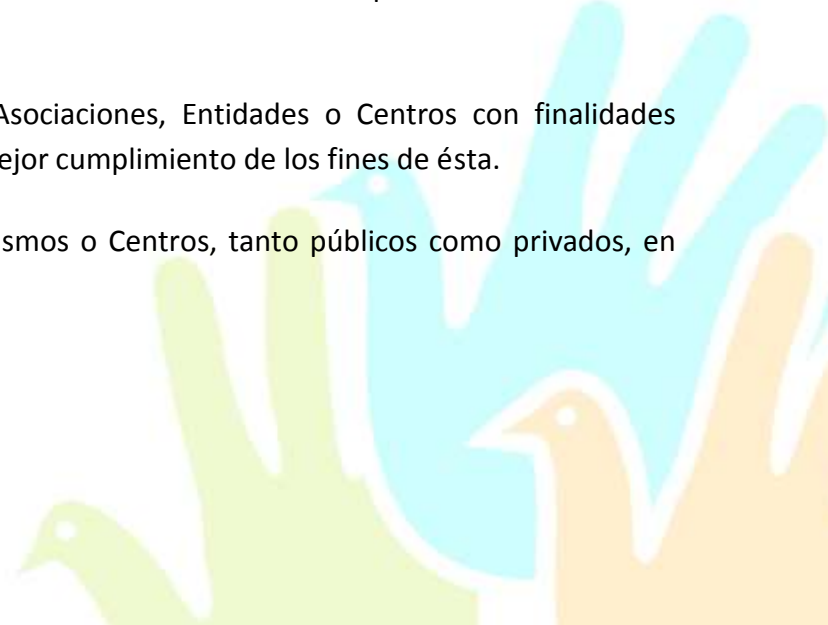 Asociaciones, Entidades o Centros con finalidades
ejor cumplimiento de los fines de ésta.
smos o Centros, tanto públicos como privados, en